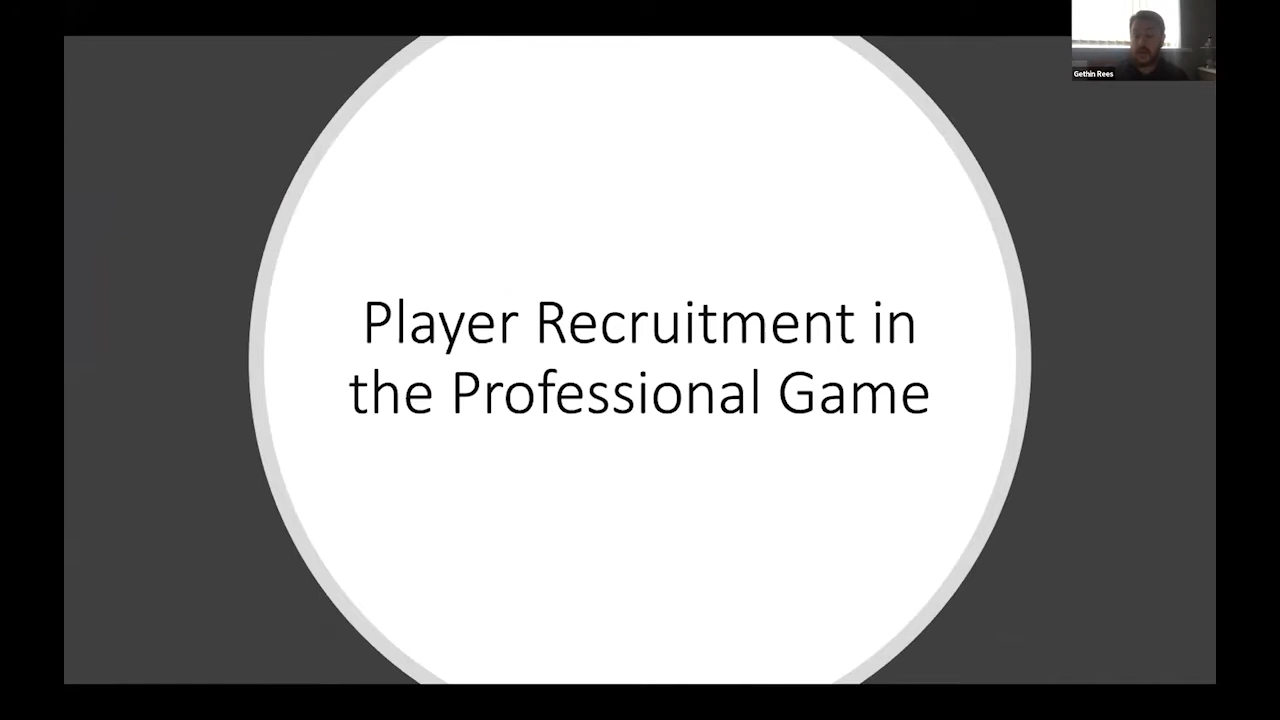 Gethin Rees
Player Recruitment in
the Professional Game